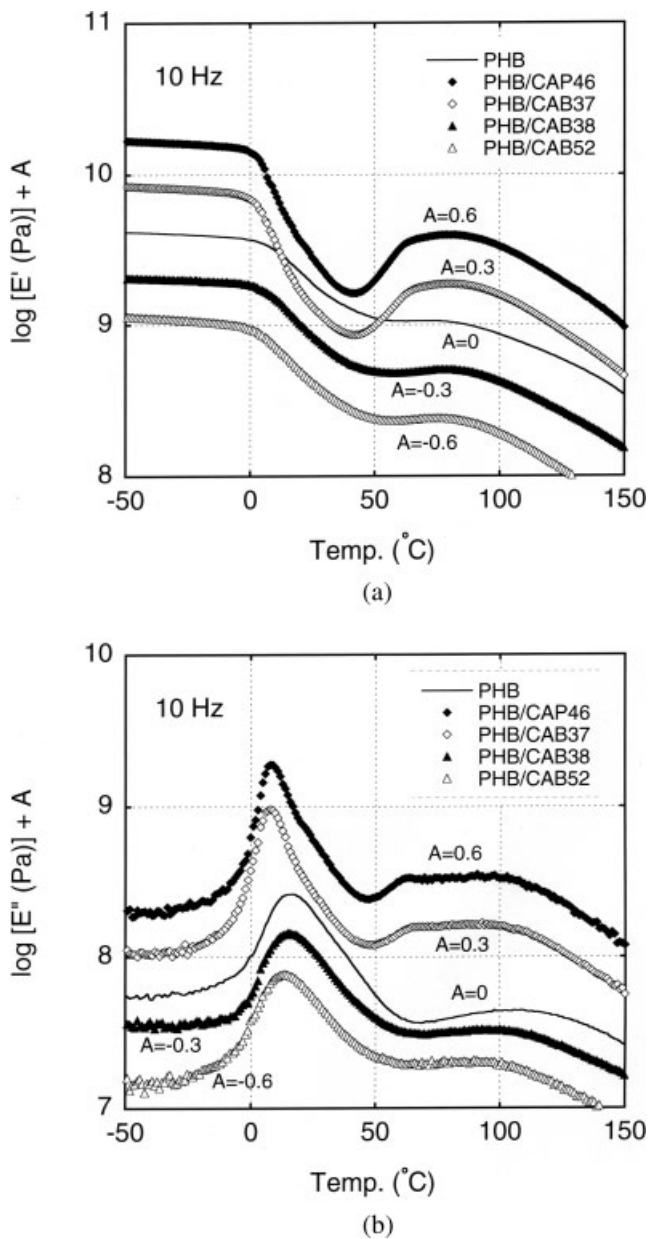 11
10 Hz
PHB
PHB/CAP46
PHB/CAB37
PHB/CAB38
PHB/CAB52
10
A=0.6
A=0.3
9
A=0
A=-0.3
A=-0.6
8
log [E' (Pa)] + A
-50 0 50 100 150
Temp. (°C)
(a)
10
10 Hz
PHB
PHB/CAP46
PHB/CAB37
PHB/CAB38
PHB/CAB52
9
A=0.6
A=0.3
8
A=0
A=-0.3
A=-0.6
7
log [E" (Pa)] + A
-50 0 50 100 150
Temp. (°C)
(b)